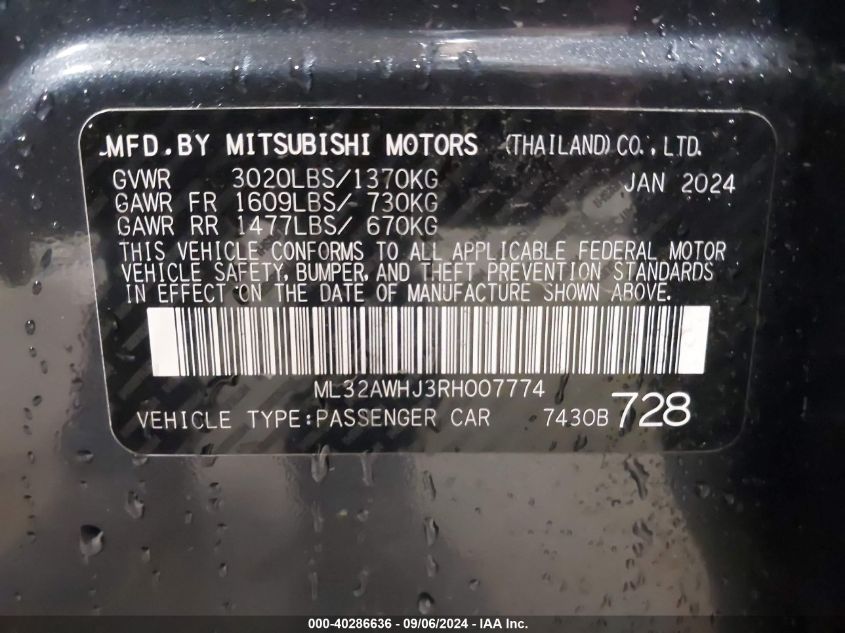 MFD.BY MITSUBISHI MOTORS (THAILAND) CO., LTD.
GVWR 3020LBS/1370KG JAN 2024
GAWR FR 1609LBS/ 730KG
GAWR RR 1477LBS/ 670KG
THIS VEHICLE CONFORMS TO ALL APPLICABLE FEDERAL MOTOR
VEHICLE SAFETY, BUMPER, AND THEFT PREVENTION STANDARDS
IN EFFECT ON THE DATE OF MANUFACTURE SHOWN ABOVE.
ML32AWHJ3RH007774
VEHICLE TYPE:PASSENGER CAR 7430B 728
000-40286636 - 09/06/2024 - IAA Inc.